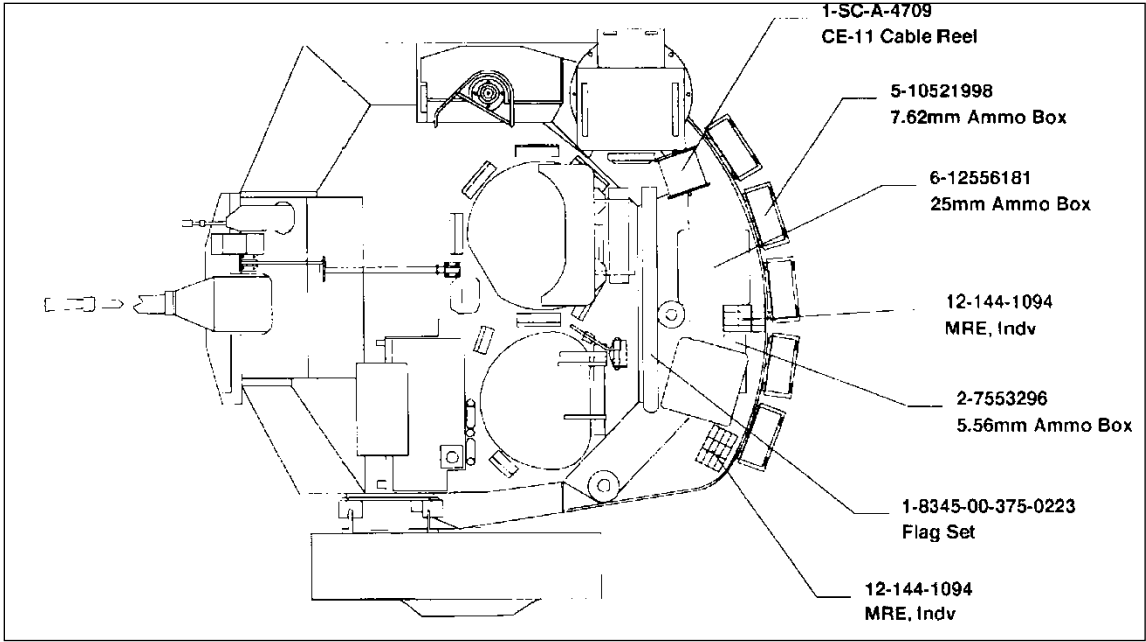 1-SC-A-4709
CE-11 Cable Reel
5-10521998
7.62mm Ammo Box
6-12556181
25mm Ammo Box
12-144-1094
MRE, Indv
2-7553296
5.56mm Ammo Box
1-8345-00-375-0223
Flag Set
12-144-1094
MRE, Indv